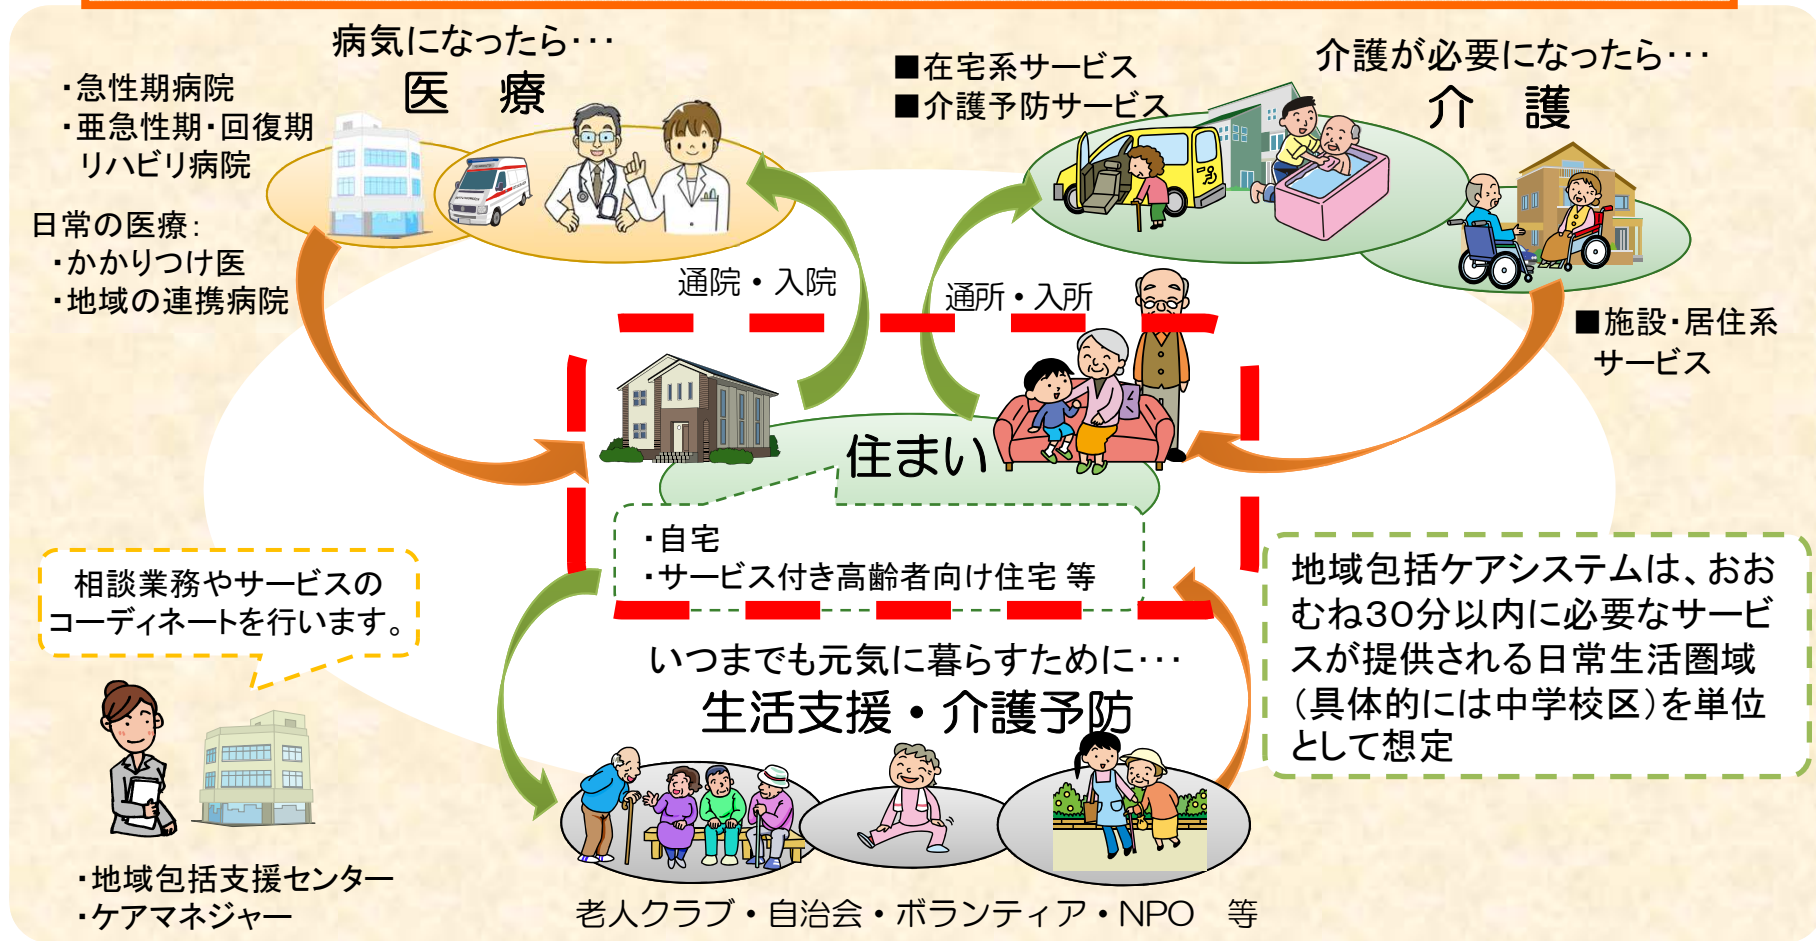 病気になったら･･･
医　療
・急性期病院
・亜急性期・回復期
リハビリ病院
日常の医療：
・かかりつけ医
・地域の連携病院
通院・入院
■在宅系サービス
■介護予防サービス
介護が必要になったら･･･
介　護
通所・入所
■施設・居住系
サービス
住まい
・自宅
・サービス付き高齢者向け住宅 等
相談業務やサービスの
コーディネートを行います。
・地域包括支援センター
・ケアマネジャー
いつまでも元気に暮らすために･･･
生活支援・介護予防
老人クラブ・自治会・ボランティア・NPO　等
地域包括ケアシステムは、おお
むね３０分以内に必要なサービ
スが提供される日常生活圏域
（具体的には中学校区）を単位
として想定